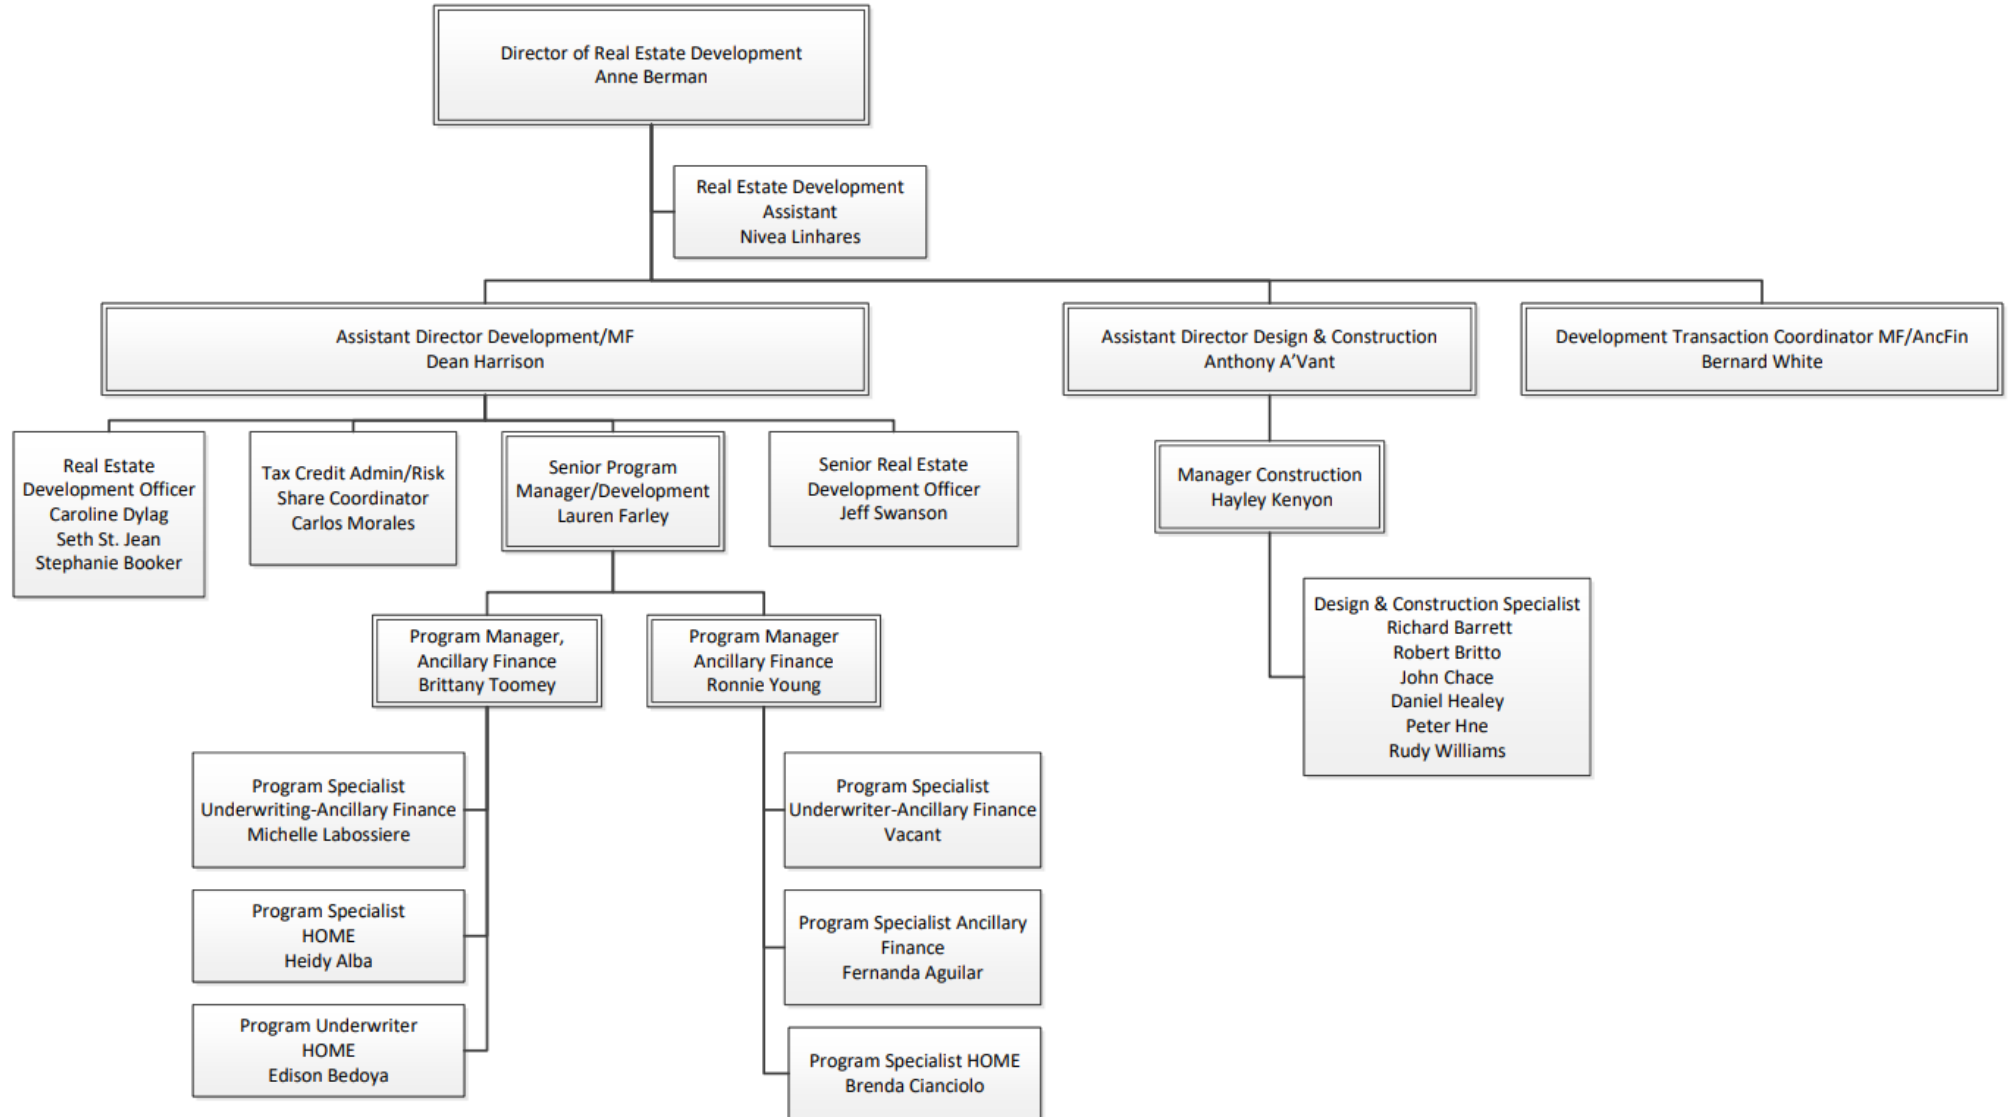 Director of Real Estate Development
Anne Berman
Real Estate Development
Assistant
Nivea Linhares
Assistant Director Development/MF
Dean Harrison
Assistant Director Design & Construction
Anthony A’Vant
Development Transaction Coordinator MF/AncFin
Bernard White
Real Estate
Development Officer
Caroline Dylag
Seth St. Jean
Stephanie Booker
Tax Credit Admin/Risk
Share Coordinator
Carlos Morales
Senior Program
Manager/Development
Lauren Farley
Senior Real Estate
Development Officer
Jeff Swanson
Manager Construction
Hayley Kenyon
Design & Construction Specialist
Richard Barrett
Robert Britto
John Chace
Daniel Healey
Peter Hne
Rudy Williams
Program Manager,
Ancillary Finance
Brittany Toomey
Program Manager
Ancillary Finance
Ronnie Young
Program Specialist
Underwriting-Ancillary Finance
Michelle Labossiere
Program Specialist
HOME
Heidy Alba
Program Underwriter
HOME
Edison Bedoya
Program Specialist
Underwriter-Ancillary Finance
Vacant
Program Specialist Ancillary
Finance
Fernanda Aguilar
Program Specialist HOME
Brenda Cianciolo